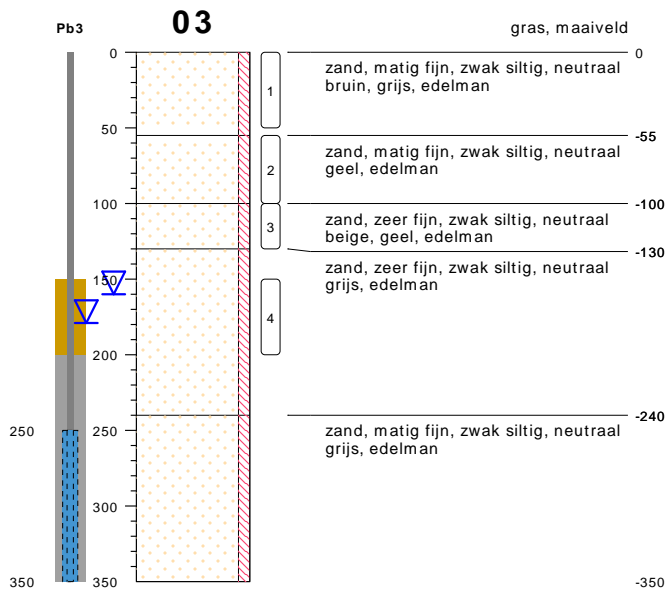 Pb3
03
gras, maaiveld
0
0
zand, matig fijn, zwak siltig, neutraal
bruin, grijs, edelman
1
50
-55
zand, matig fijn, zwak siltig, neutraal
geel, edelman
2
100
-100
zand, zeer fijn, zwak siltig, neutraal
beige, geel, edelman
3
-130
zand, zeer fijn, zwak siltig, neutraal
grijs, edelman
150
4
200
-240
250
250
zand, matig fijn, zwak siltig, neutraal
grijs, edelman
300
350
350
-350